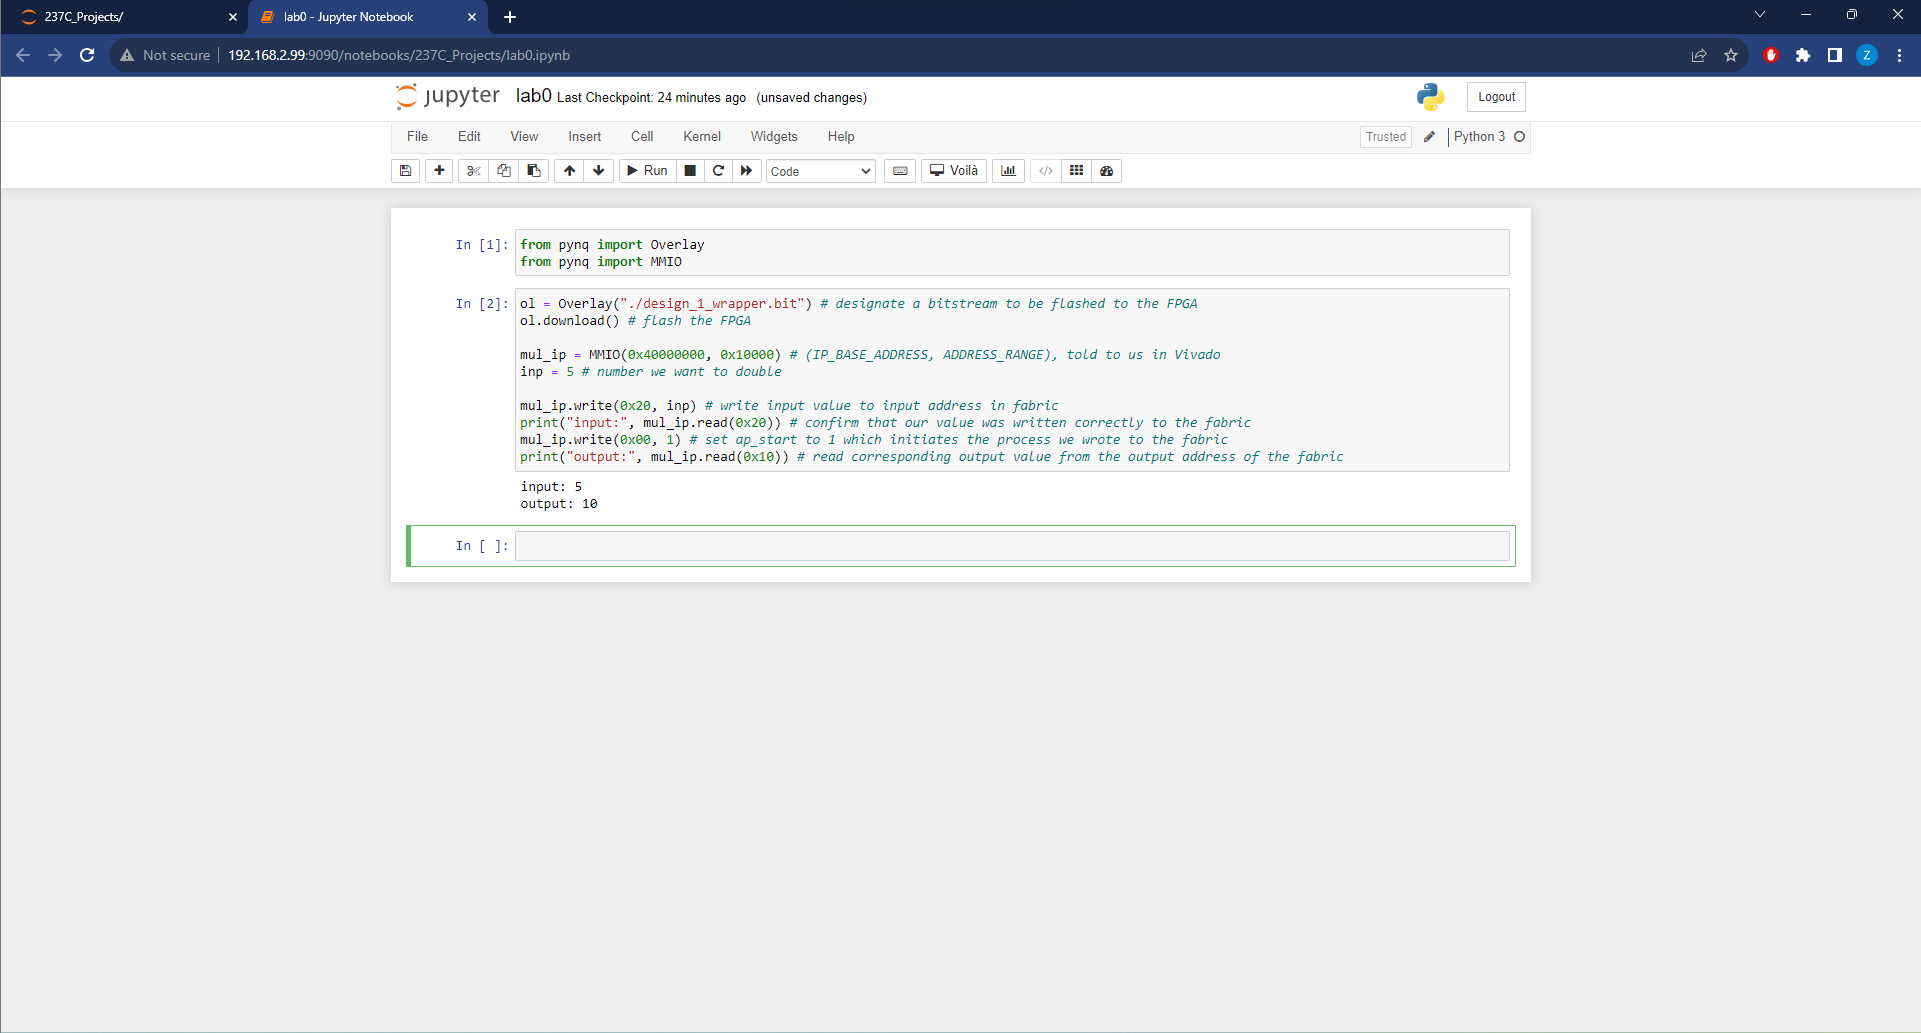 237C_Projects/
lab0 - Jupyter Notebook
Not secure
192.168.2.99:9090/notebooks/237C_Projects/lab0.ipynb
Z
jupyter lab0 Last Checkpoint: 24 minutes ago (unsaved changes)
Logout
File Edit View Insert Cell Kernel Widgets Help
Trusted
Python 3
Run
Code
Voilà
In [1]:
from pynq import Overlay
from pynq import MMIO
In [2]:
ol = Overlay("./design_1_wrapper.bit") # designate a bitstream to be flashed to the FPGA
ol.download() # flash the FPGA
mul_ip = MMIO(0x40000000, 0x10000) # (IP_BASE_ADDRESS, ADDRESS_RANGE), told to us in Vivado
inp = 5 # number we want to double
mul_ip.write(0x20, inp) # write input value to input address in fabric
print("input:", mul_ip.read(0x20)) # confirm that our value was written correctly to the fabric
mul_ip.write(0x00, 1) # set ap_start to 1 which initiates the process we wrote to the fabric
print("output:", mul_ip.read(0x10)) # read corresponding output value from the output address of the fabric
input: 5
output: 10
In [ ]: